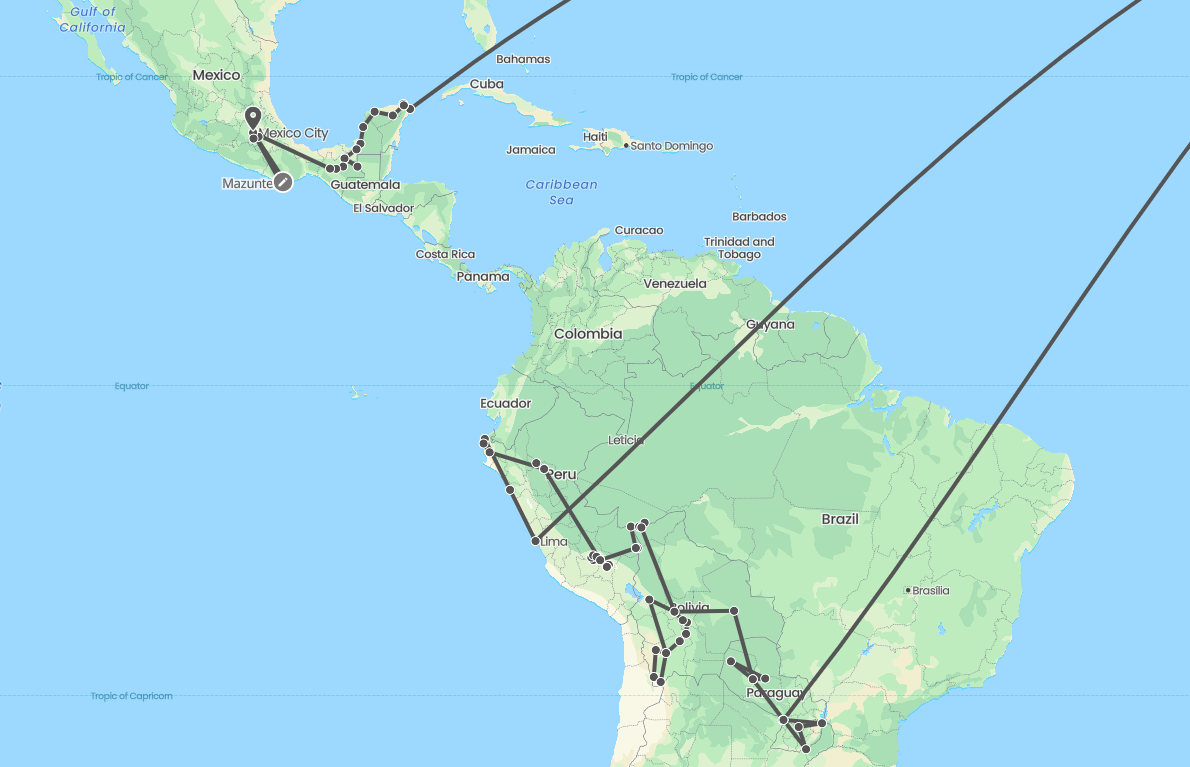 Gulf of
California
Bahamas
Mexico
Tropic of Cancer
Tropic of Cancer
Cuba
Mexico City
Haiti
Santo Domingo
Jamaica
Mazunte
Guatemala
Caribbean
Sea
El Salvador
Barbados
Curacao
Trinidad and
Tobago
Costa Rica
Panama
Venezuela
Guyana
Colombia
Equator
Equator
Ecuador
Leticia
Peru
Brazil
Lima
Brasília
Bolivia
Paraguay
Tropic of Capricorn